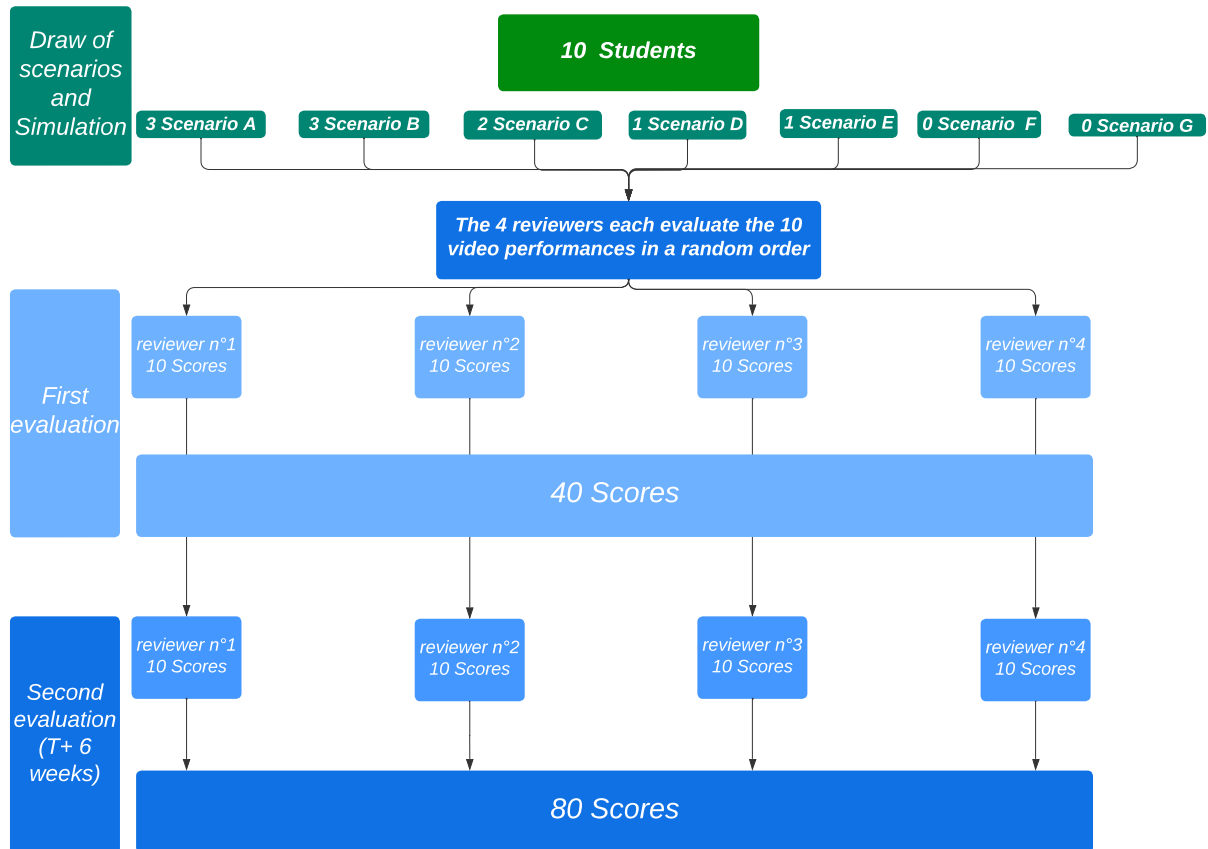 Draw of
scenarios
and
Simulation
10  Students
3 Scenario A
3 Scenario B
2 Scenario C
1 Scenario D
1 Scenario E
0 Scenario  F
0 Scenario G
The 4 reviewers each evaluate the 10
video performances in a random order
First
evaluation
reviewer n°1
10 Scores
reviewer n°2
10 Scores
reviewer n°3
10 Scores
reviewer n°4
10 Scores
40 Scores
Second
evaluation
(T+ 6
weeks)
reviewer n°1
10 Scores
reviewer n°2
10 Scores
reviewer n°3
10 Scores
reviewer n°4
10 Scores
80 Scores